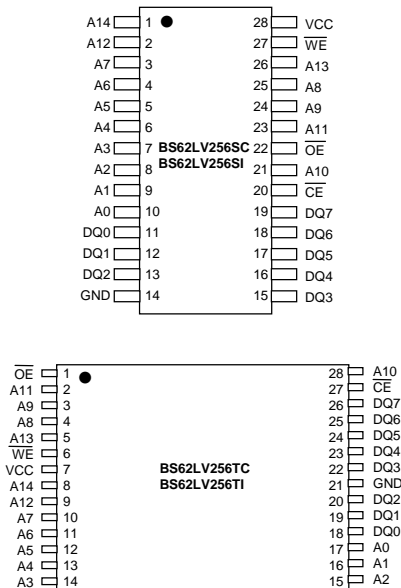 A14 1 28 VCC
A12 2 27 WE
A7 3 26 A13
A6 4 25 A8
A5 5 24 A9
A4 6 23 A11
A3 7 BS62LV256SC 22 OE
A2 8 BS62LV256SI 21 A10
A1 9 20 CE
A0 10 19 DQ7
DQ0 11 18 DQ6
DQ1 12 17 DQ5
DQ2 13 16 DQ4
GND 14 15 DQ3
OE 1 28 A10
A11 2 27 CE
A9 3 26 DQ7
A8 4 25 DQ6
A13 5 24 DQ5
WE 6 23 DQ4
VCC 7 BS62LV256TC 22 DQ3
A14 8 BS62LV256TI 21 GND
A12 9 20 DQ2
A7 10 19 DQ1
A6 11 18 DQ0
A5 12 17 A0
A4 13 16 A1
A3 14 15 A2